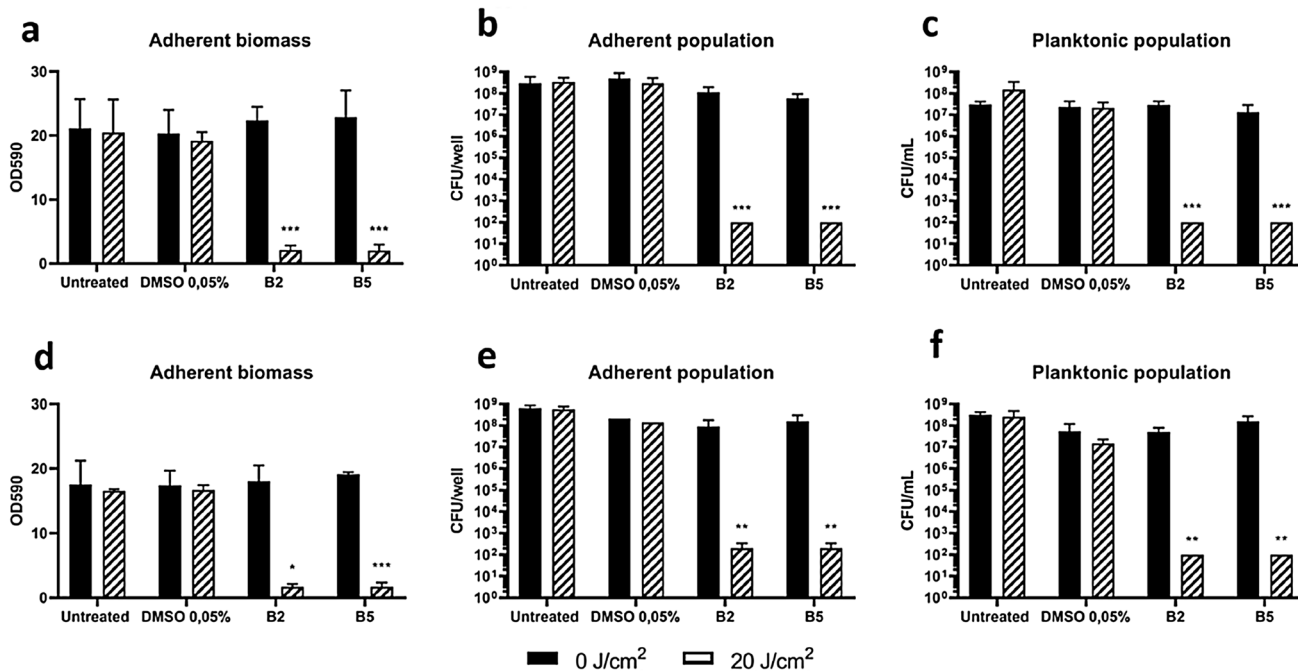 a
Adherent biomass
30
20
10
0
OD590
***
***
Untreated DMSO 0,05% B2 B5
b
Adherent population
10⁹
10⁸
10⁷
10⁶
10⁵
10⁴
10³
10²
10¹
10⁰
CFU/well
***
***
Untreated DMSO 0,05% B2 B5
c
Planktonic population
10⁹
10⁸
10⁷
10⁶
10⁵
10⁴
10³
10²
10¹
10⁰
CFU/mL
***
***
Untreated DMSO 0,05% B2 B5
d
Adherent biomass
30
20
10
0
OD590
*
***
Untreated DMSO 0,05% B2 B5
e
Adherent population
10⁹
10⁸
10⁷
10⁶
10⁵
10⁴
10³
10²
10¹
10⁰
CFU/well
**
**
Untreated DMSO 0,05% B2 B5
f
Planktonic population
10⁹
10⁸
10⁷
10⁶
10⁵
10⁴
10³
10²
10¹
10⁰
CFU/mL
**
**
Untreated DMSO 0,05% B2 B5
0 J/cm² 20 J/cm²